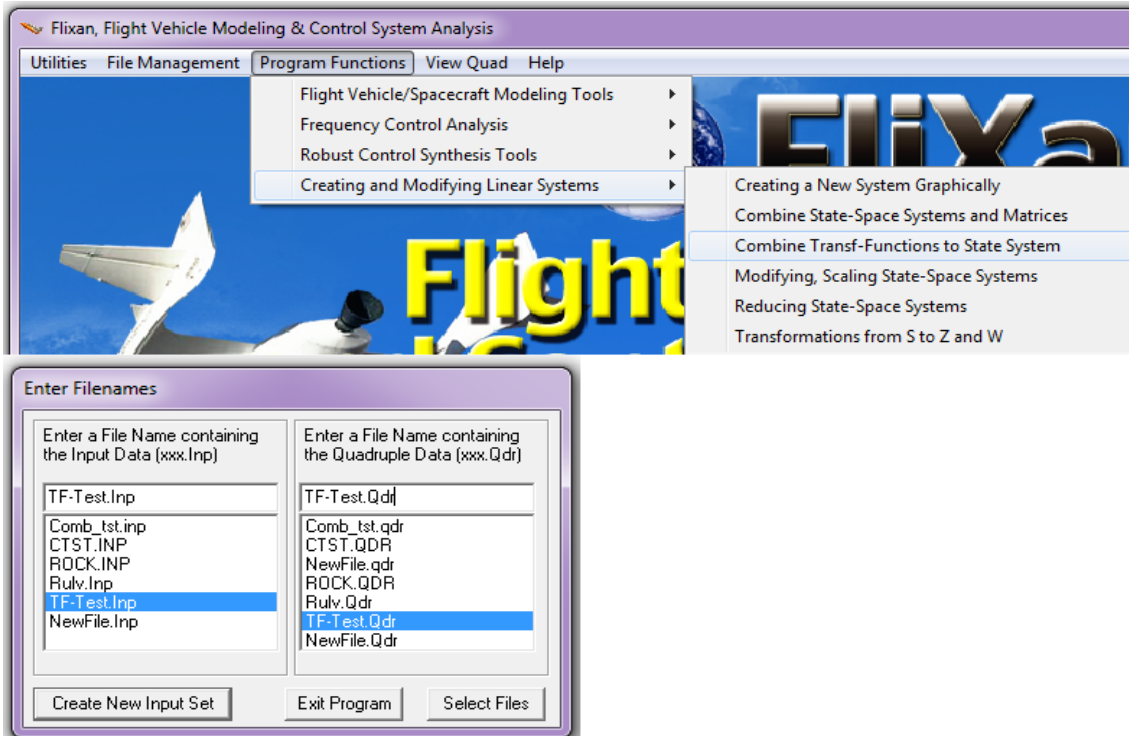 Flixan, Flight Vehicle Modeling & Control System Analysis
Utilities File Management Program Functions View Quad Help
Flight Vehicle/Spacecraft Modeling Tools
Frequency Control Analysis
Robust Control Synthesis Tools
Creating and Modifying Linear Systems
Creating a New System Graphically
Combine State-Space Systems and Matrices
Combine Transf-Functions to State System
Modifying, Scaling State-Space Systems
Reducing State-Space Systems
Transformations from S to Z and W
FliXa
Flight
Enter Filenames
Enter a File Name containing
the Input Data (xxx.Inp)
TF-Test.Inp
Comb_tst.inp
CTST.INP
ROCK.INP
Rulv.Inp
TF-Test.Inp
NewFile.Inp
Enter a File Name containing
the Quadruple Data (xxx.Qdr)
TF-Test.Qdr
Comb_tst.qdr
CTST.QDR
NewFile.qdr
ROCK.QDR
Rulv.Qdr
TF-Test.Qdr
NewFile.Qdr
Create New Input Set Exit Program Select Files